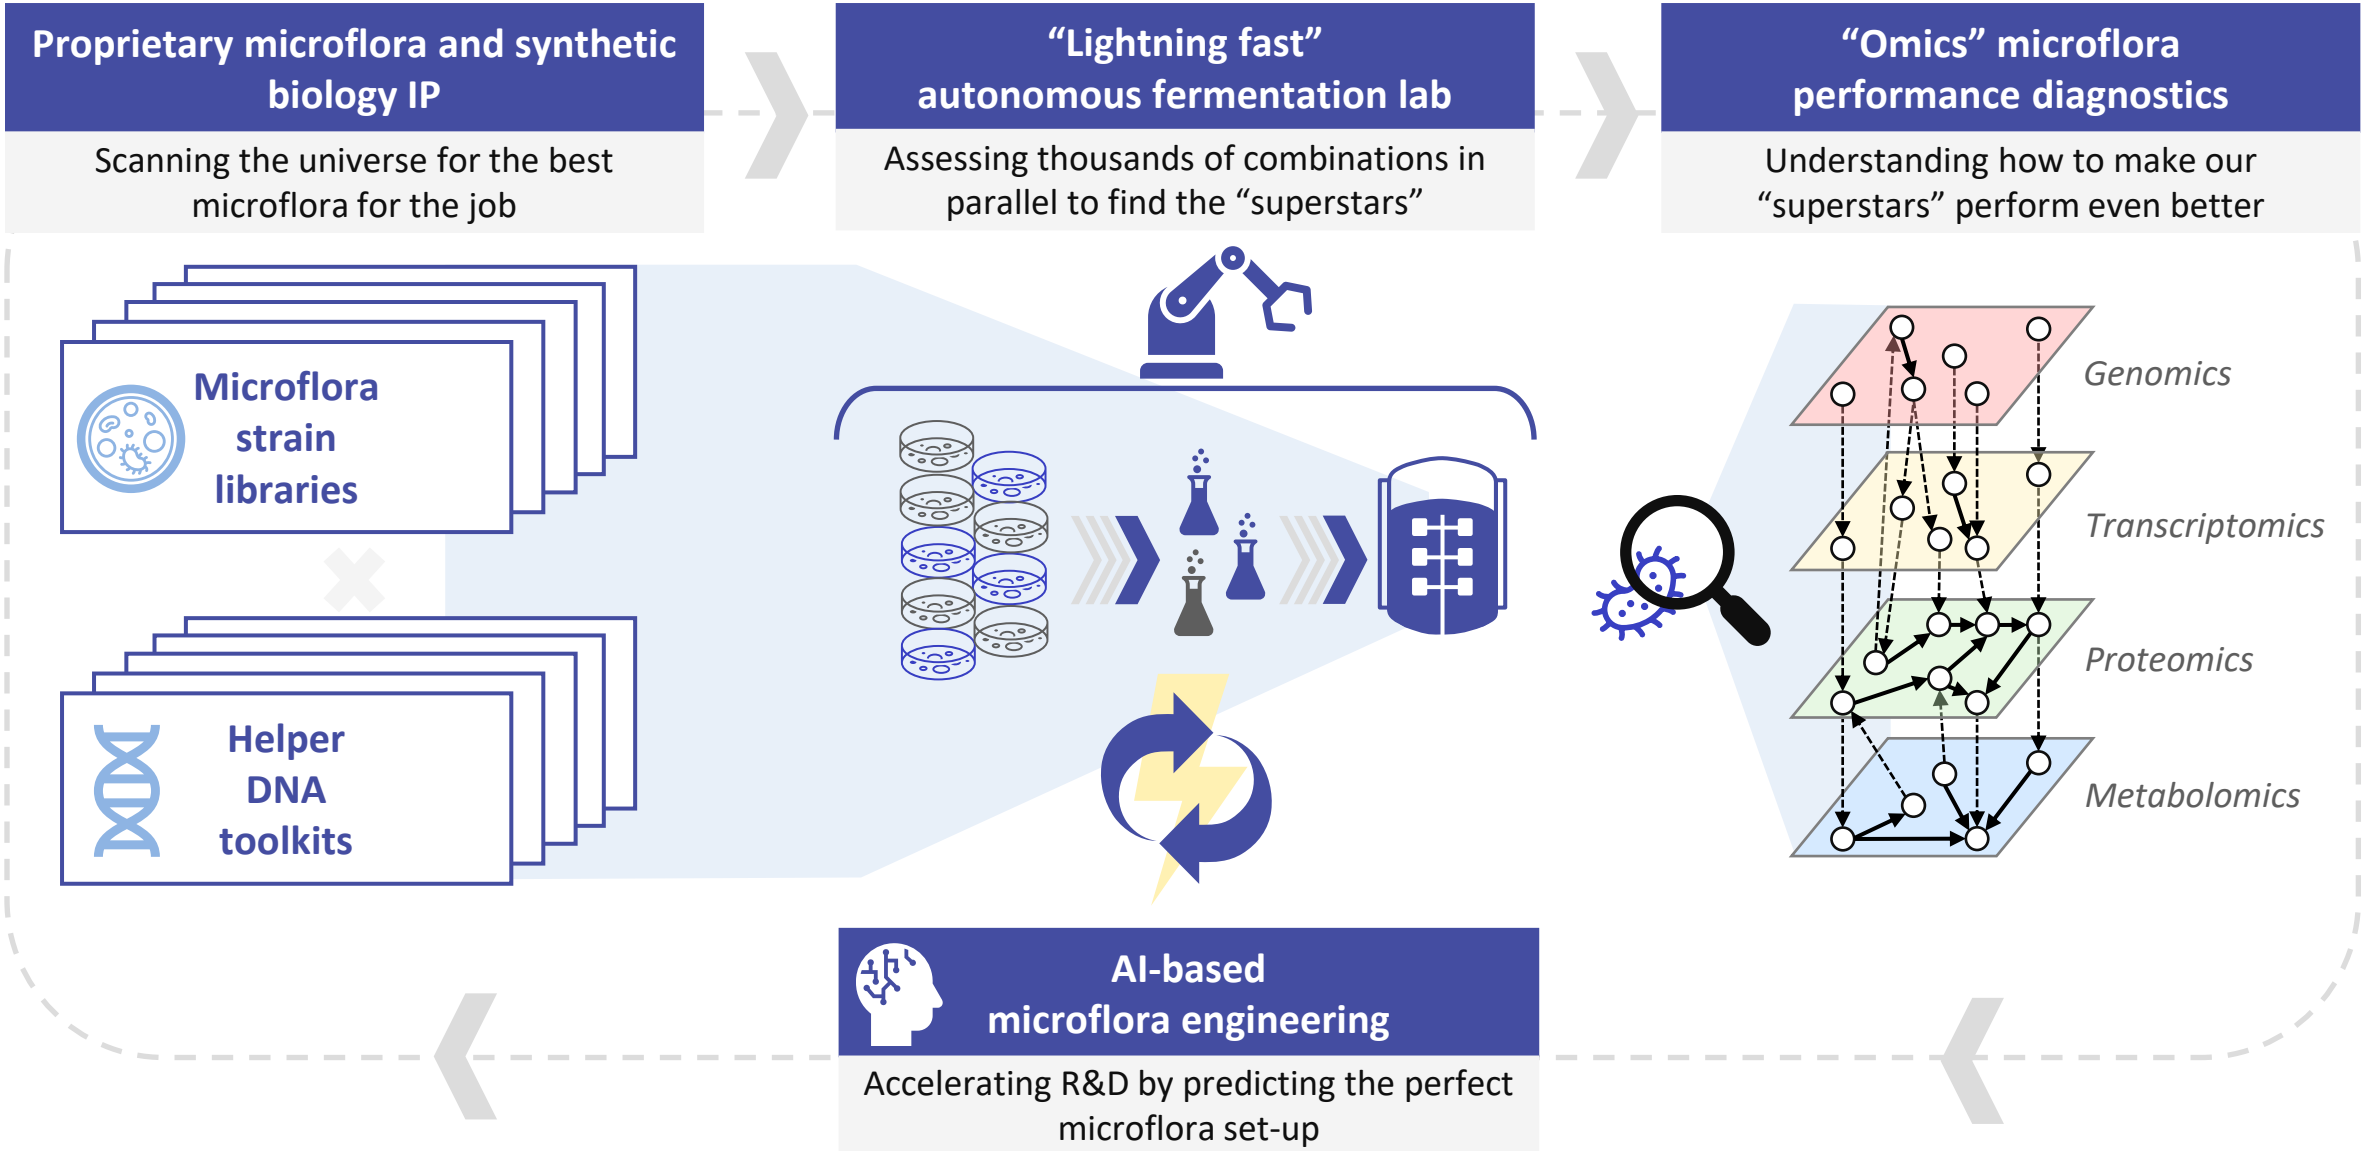 Proprietary microflora and synthetic
biology IP
Scanning the universe for the best
microflora for the job
“Lightning fast”
autonomous fermentation lab
Assessing thousands of combinations in
parallel to find the “superstars”
“Omics” microflora
performance diagnostics
Understanding how to make our
“superstars” perform even better
Microflora
strain
libraries
Helper
DNA
toolkits
Genomics
Transcriptomics
Proteomics
Metabolomics
AI-based
microflora engineering
Accelerating R&D by predicting the perfect
microflora set-up